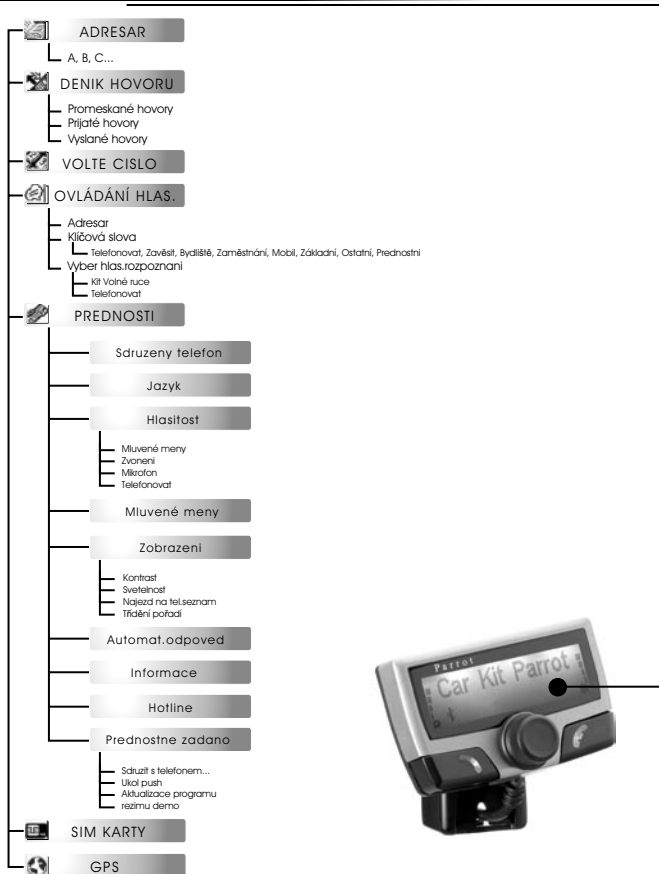 ADRESAR
A, B, C...
DENIK HOVORU
Promeskané hovory
Prijaté hovory
Vyslané hovory
VOLTE CISLO
OVLÁDÁNÍ HLAS.
Adresar
Klíčová slova
Telefonovat, Zavěsit, Bydliště, Zaměstnání, Mobil, Základní, Ostatní, Prednostni
Vyber hlas.rozpoznani
Kit Volné ruce
Telefonovat
PREDNOSTI
Sdruzeny telefon
Jazyk
Hlasitost
Mluvené meny
Zvoneni
Mikrofon
Telefonovat
Mluvené meny
Zobrazeni
Kontrast
Svetelnost
Najezd na tel.seznam
Třídění pořadí
Automat.odpoved
Informace
Hotline
Prednostne zadano
Sdruzit s telefonem...
Ukol push
Aktualizace programu
rezimu demo
SIM KARTY
GPS
Parrot
Car Kit Parrot